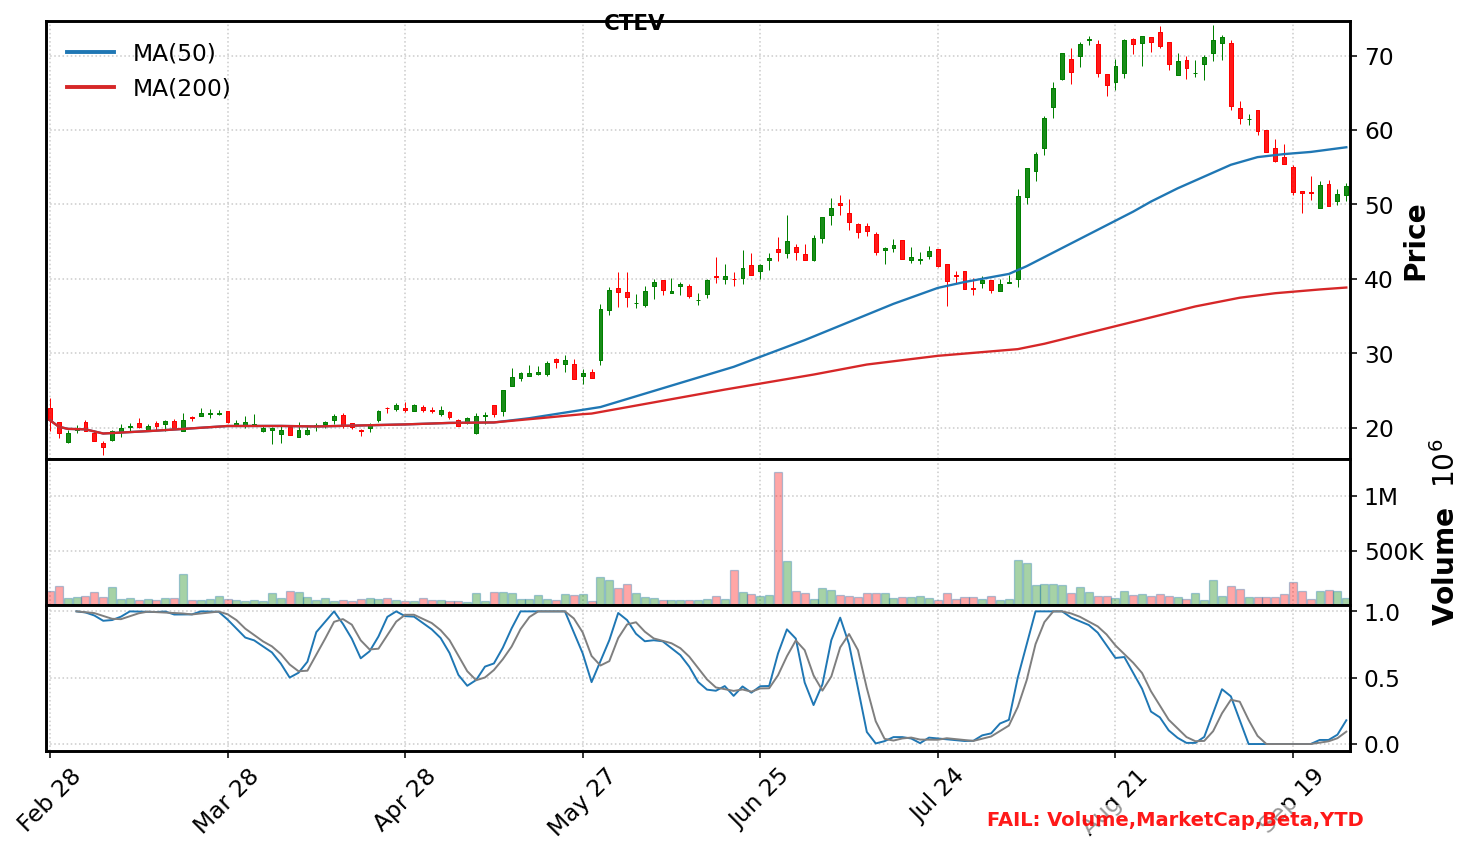 CTEV
MA(50)
MA(200)
70
60
50
40
30
20
Price
1M
500K
Volume 10^6
1.0
0.5
0.0
Feb 28
Mar 28
Apr 28
May 27
Jun 25
Jul 24
Aug 21
Sep 19
FAIL: Volume,MarketCap,Beta,YTD